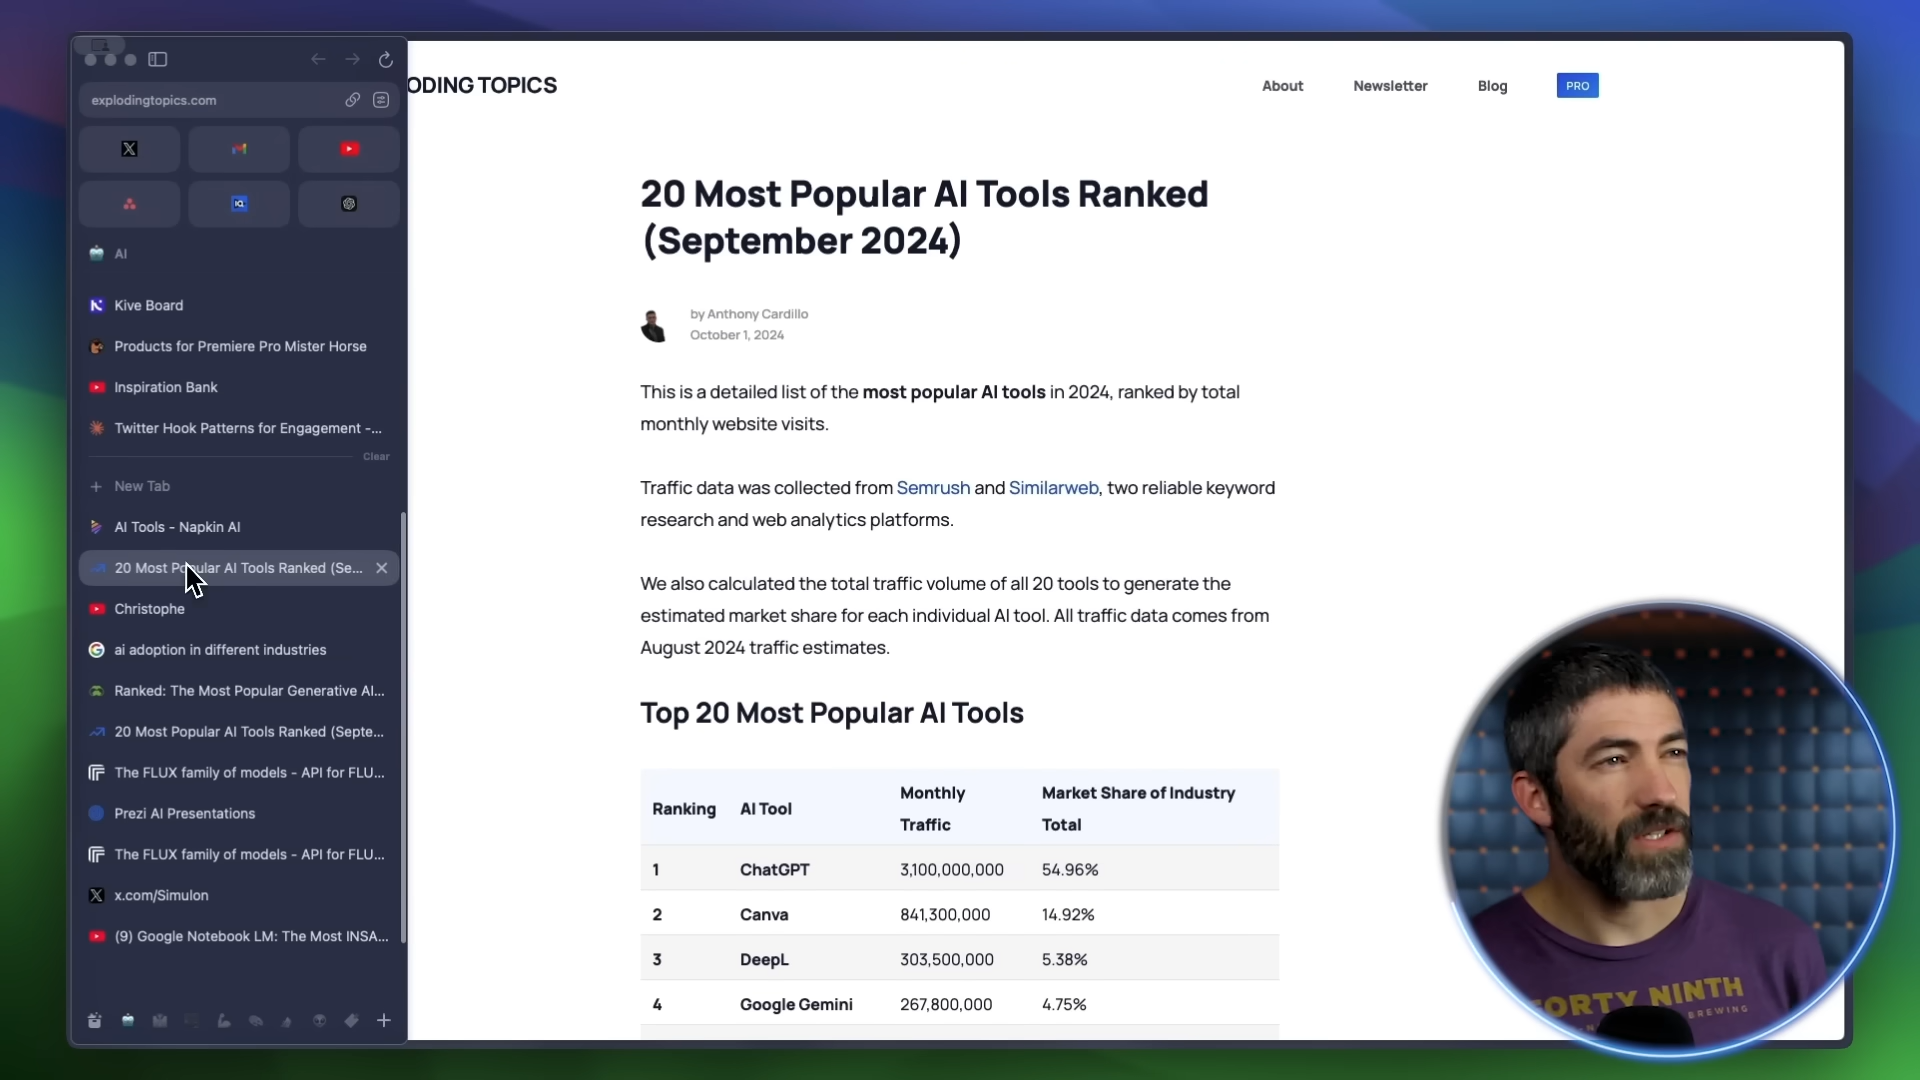 explodingtopics.com
AI
Kive Board
Products for Premiere Pro Mister Horse
Inspiration Bank
Twitter Hook Patterns for Engagement -...
Clear
New Tab
AI Tools - Napkin AI
20 Most Popular AI Tools Ranked (Se...
Christophe
ai adoption in different industries
Ranked: The Most Popular Generative AI...
20 Most Popular AI Tools Ranked (Septe...
The FLUX family of models - API for FLU...
Prezi AI Presentations
The FLUX family of models - API for FLU...
x.com/Simulon
(9) Google Notebook LM: The Most INSA...
ODING TOPICS
About Newsletter Blog PRO
20 Most Popular AI Tools Ranked
(September 2024)
by Anthony Cardillo
October 1, 2024
This is a detailed list of the most popular AI tools in 2024, ranked by total
monthly website visits.
Traffic data was collected from Semrush and Similarweb, two reliable keyword
research and web analytics platforms.
We also calculated the total traffic volume of all 20 tools to generate the
estimated market share for each individual AI tool. All traffic data comes from
August 2024 traffic estimates.
Top 20 Most Popular AI Tools
Ranking AI Tool Monthly Traffic Market Share of Industry Total
1 ChatGPT 3,100,000,000 54.96%
2 Canva 841,300,000 14.92%
3 DeepL 303,500,000 5.38%
4 Google Gemini 267,800,000 4.75%
FORTY NINTH
BREWING